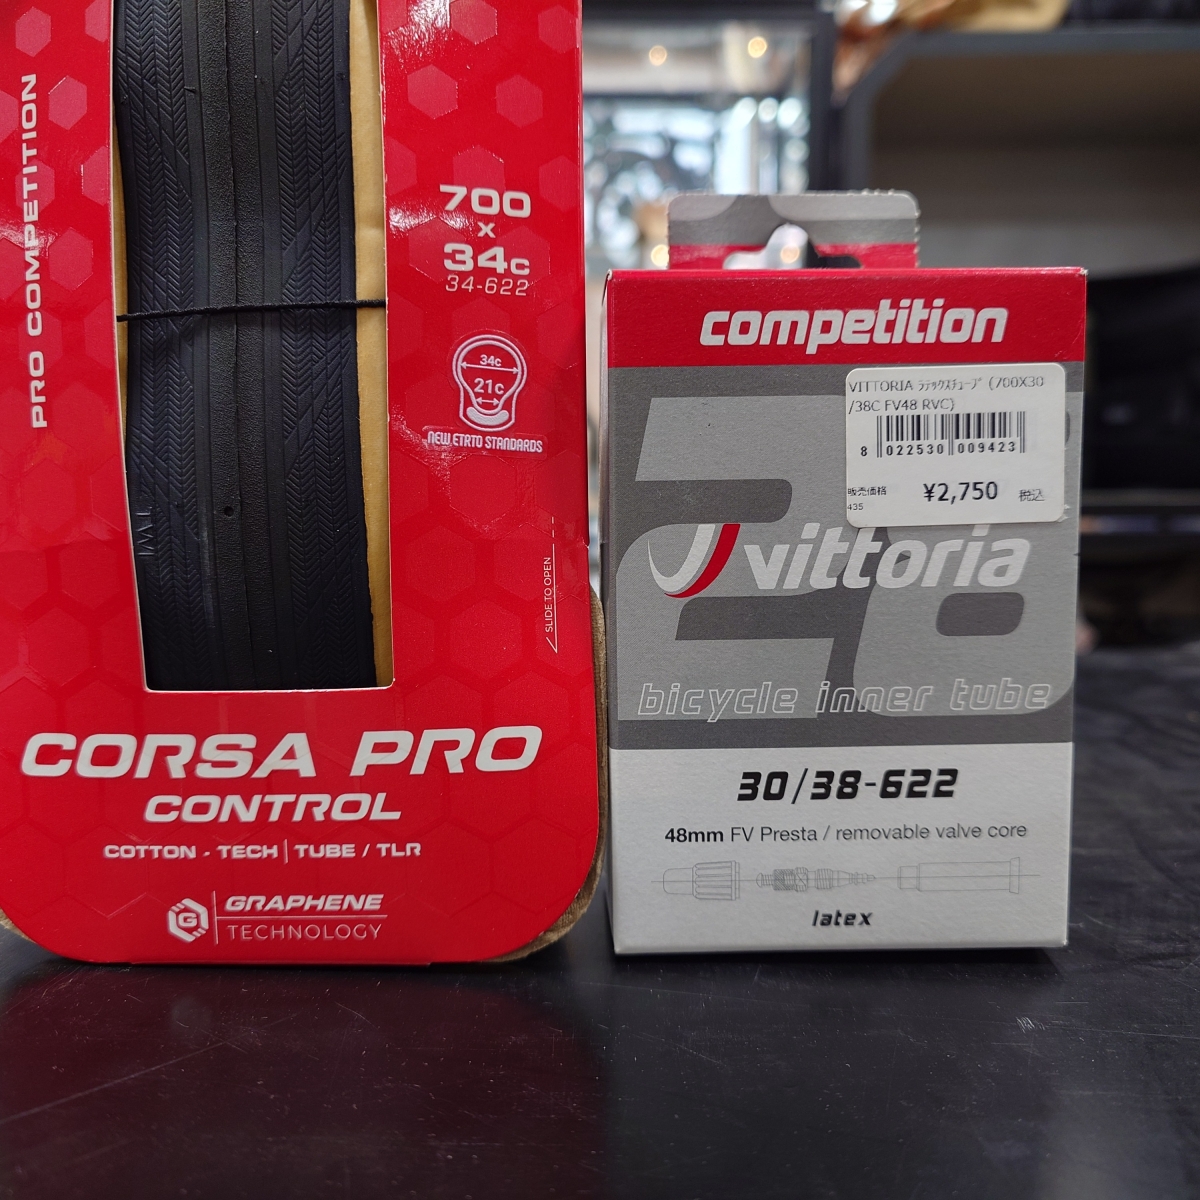 PRO COMPETITION
700
x
34c
34-622
34c
21c
NEW ETRTO STANDARDS
SLIDE TO OPEN
CORSA PRO
CONTROL
COTTON - TECH | TUBE / TLR
G
GRAPHENE
TECHNOLOGY
competition
VITTORIA ﾗﾃｯｸｽﾁｭｰﾌﾞ (700X30
/38C FV48 RVC)
8 022530 009423
販売価格
¥2,750 税込
435
28
vittoria
bicycle inner tube
30/38-622
48mm FV Presta / removable valve core
latex